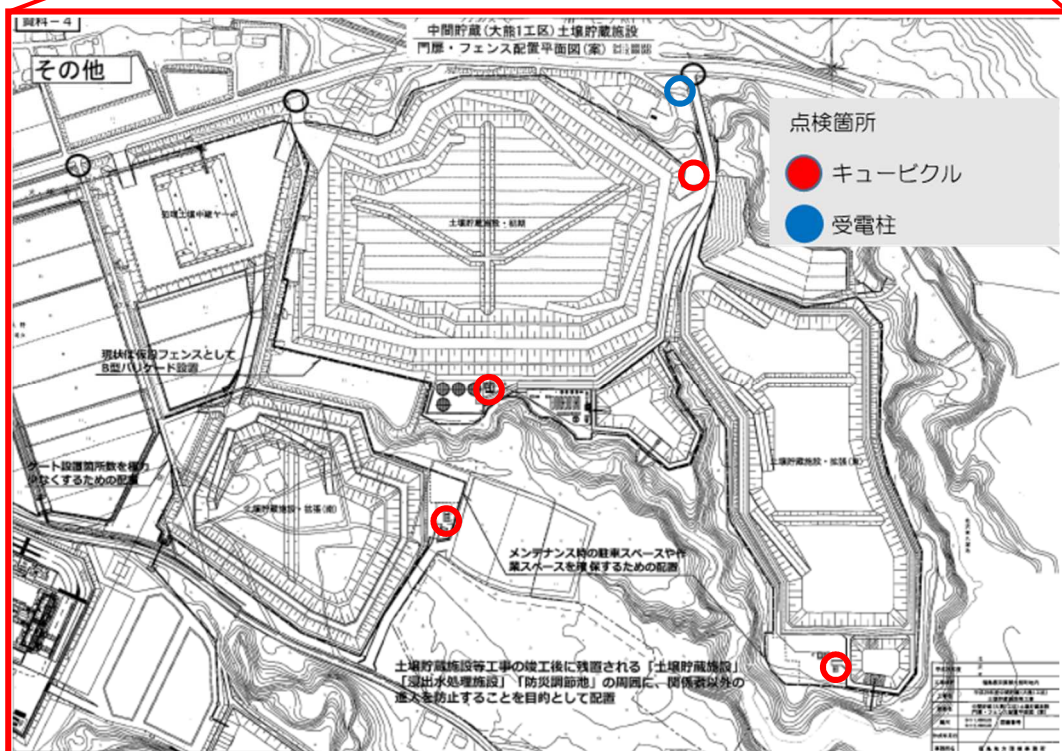 資料－4
中間貯蔵(大熊1工区)土壌貯蔵施設
門扉・フェンス配置平面図(案)
その他
点検箇所
キュービクル
受電柱
土壌貯蔵施設・初期
現状は仮設フェンスとして
B型バリケード設置
ゲート設置箇所数を極力
少なくするための配置
土壌貯蔵施設・拡張(南)
土壌貯蔵施設・拡張(東)
メンテナンス時の駐車スペースや作
業スペースを確保するための配置
土壌貯蔵施設等工事の竣工後に残置される「土壌貯蔵施設」
「浸出水処理施設」「防災調節池」の周囲に、関係者以外の
進入を防止することを目的として配置